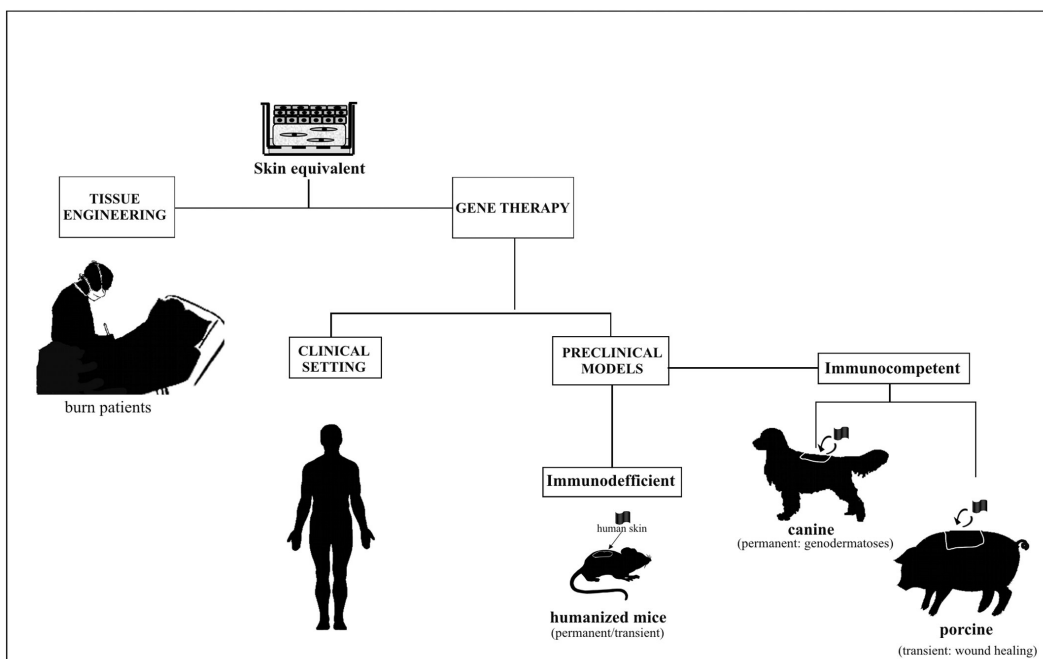 Skin equivalent
TISSUE
ENGINEERING
GENE THERAPY
burn patients
CLINICAL
SETTING
PRECLINICAL
MODELS
Immunocompetent
Immunodefficient
human skin
humanized mice
(permanent/transient)
canine
(permanent: genodermatoses)
porcine
(transient: wound healing)